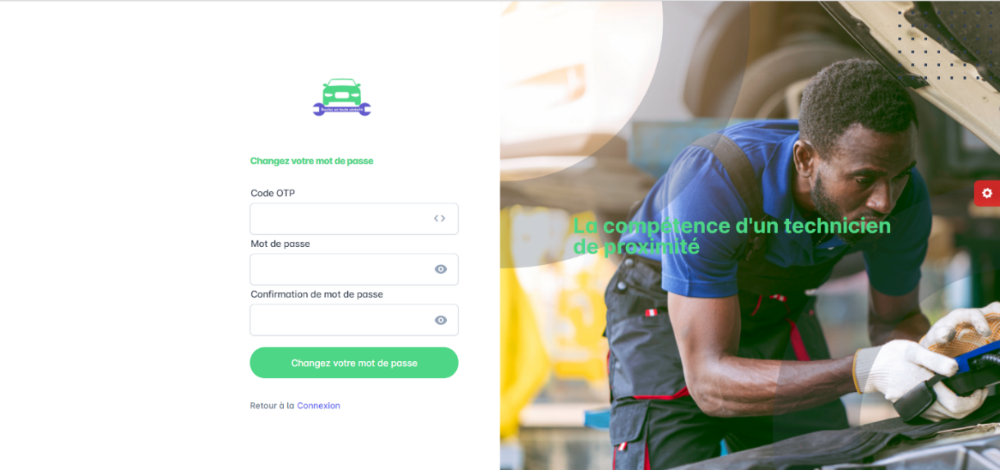 Roulez en toute sérénité
Changez votre mot de passe
Code OTP
Mot de passe
Confirmation de mot de passe
Changez votre mot de passe
Retour à la Connexion
La compétence d'un technicien
de proximité